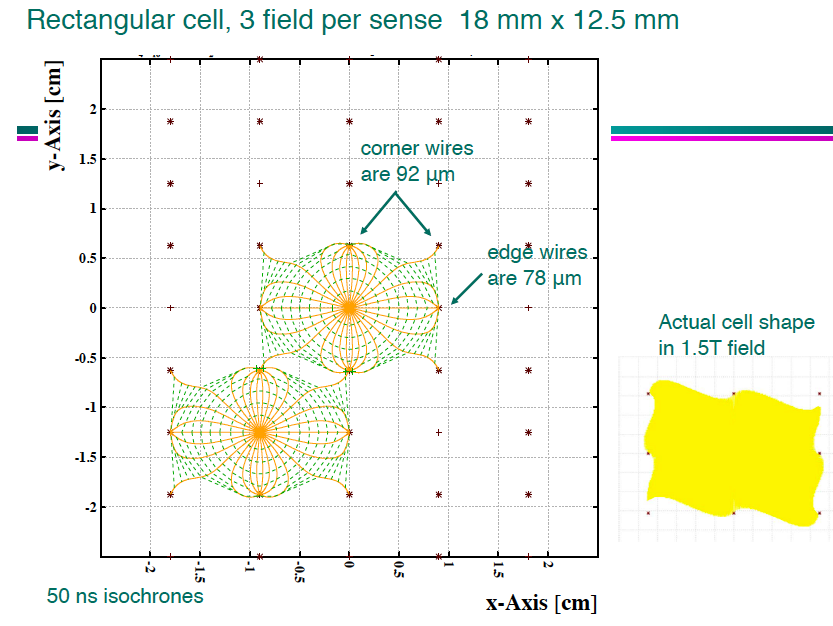 Rectangular cell, 3 field per sense 18 mm x 12.5 mm
y-Axis [cm]
2
1.5
1
0.5
0
-0.5
-1
-1.5
-2
corner wires
are 92 µm
edge wires
are 78 µm
Actual cell shape
in 1.5T field
-2
-1.5
-1
-0.5
0
0.5
1
1.5
2
x-Axis [cm]
50 ns isochrones